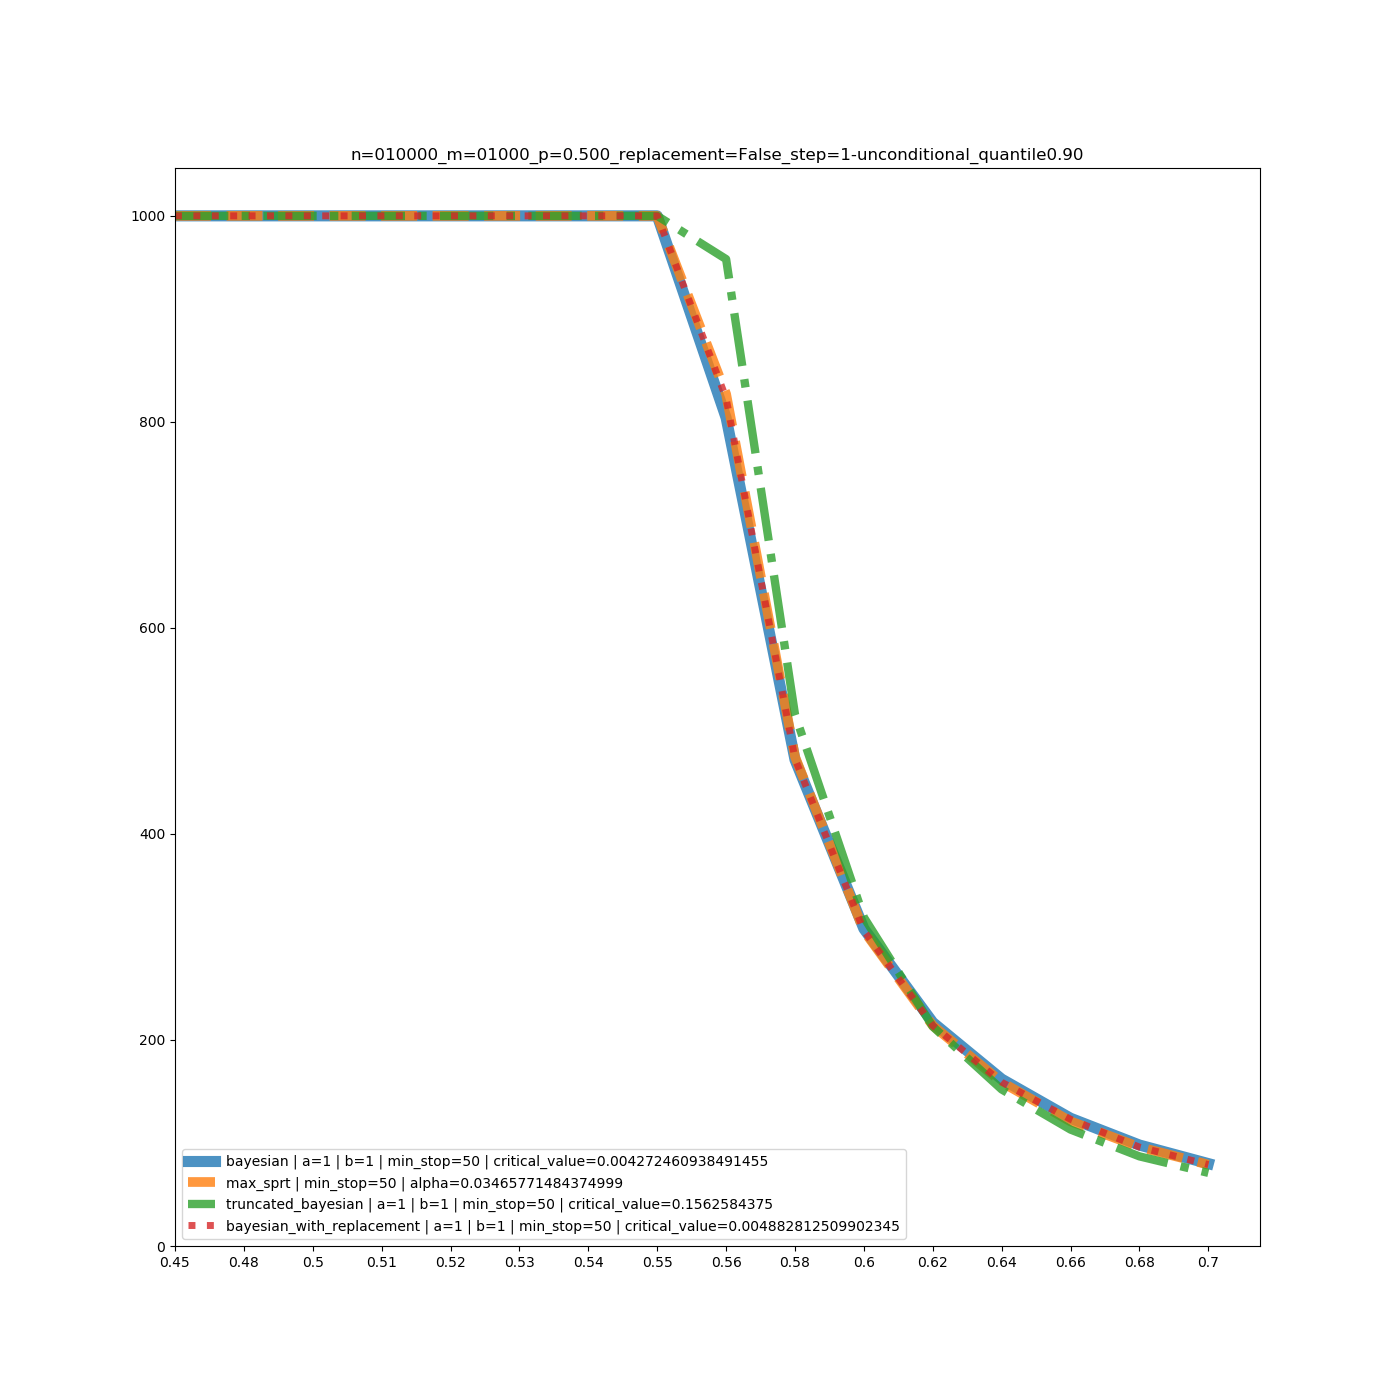 n=010000_m=01000_p=0.500_replacement=False_step=1-unconditional_quantile0.90
1000
800
600
400
200
0
bayesian | a=1 | b=1 | min_stop=50 | critical_value=0.004272460938491455
max_sprt | min_stop=50 | alpha=0.03465771484374999
truncated_bayesian | a=1 | b=1 | min_stop=50 | critical_value=0.1562584375
bayesian_with_replacement | a=1 | b=1 | min_stop=50 | critical_value=0.004882812509902345
0.45 0.48 0.5 0.51 0.52 0.53 0.54 0.55 0.56 0.58 0.6 0.62 0.64 0.66 0.68 0.7